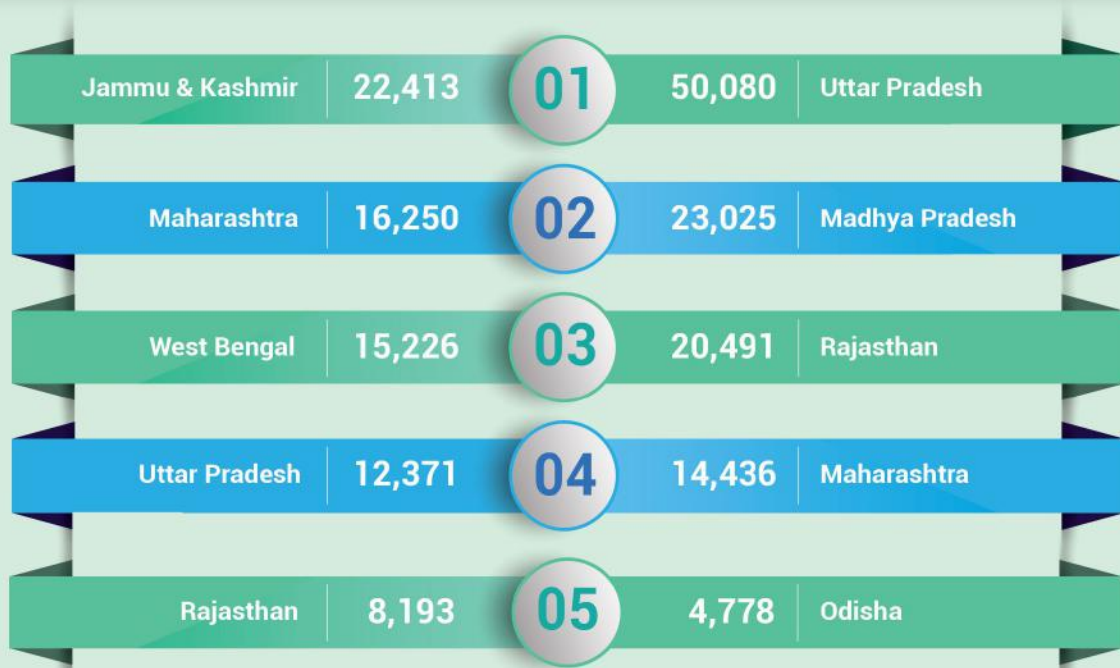 Jammu & Kashmir 22,413 01 50,080 Uttar Pradesh
Maharashtra 16,250 02 23,025 Madhya Pradesh
West Bengal 15,226 03 20,491 Rajasthan
Uttar Pradesh 12,371 04 14,436 Maharashtra
Rajasthan 8,193 05 4,778 Odisha